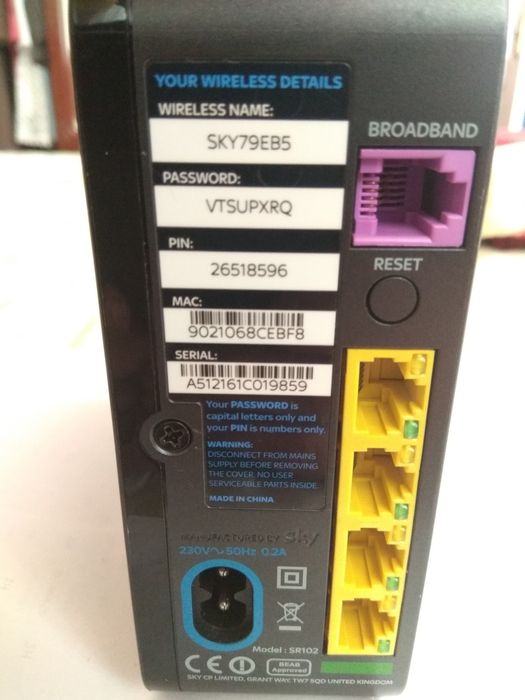 YOUR WIRELESS DETAILS
WIRELESS NAME:
SKY79EB5
PASSWORD:
VTSUPXRQ
PIN:
26518596
MAC:
9021068CEBF8
SERIAL:
A512161C019859
Your PASSWORD is
capital letters only and
your PIN is numbers only.
WARNING:
DISCONNECT FROM MAINS
SUPPLY BEFORE REMOVING
THE COVER, NO USER
SERVICEABLE PARTS INSIDE.
MADE IN CHINA
BROADBAND
RESET
MANUFACTURED BY sky
230V~50Hz 0.2A
Model : SR102
CE
BEAB
Approved
SKY CP LIMITED, GRANT WAY, TW7 5QD UNITED KINGDOM